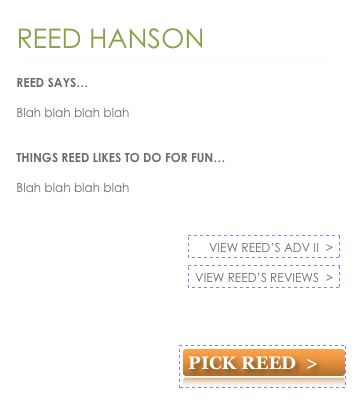 REED HANSON
REED SAYS…
Blah blah blah blah
THINGS REED LIKES TO DO FOR FUN…
Blah blah blah blah
VIEW REED'S ADV II >
VIEW REED'S REVIEWS >
PICK REED >